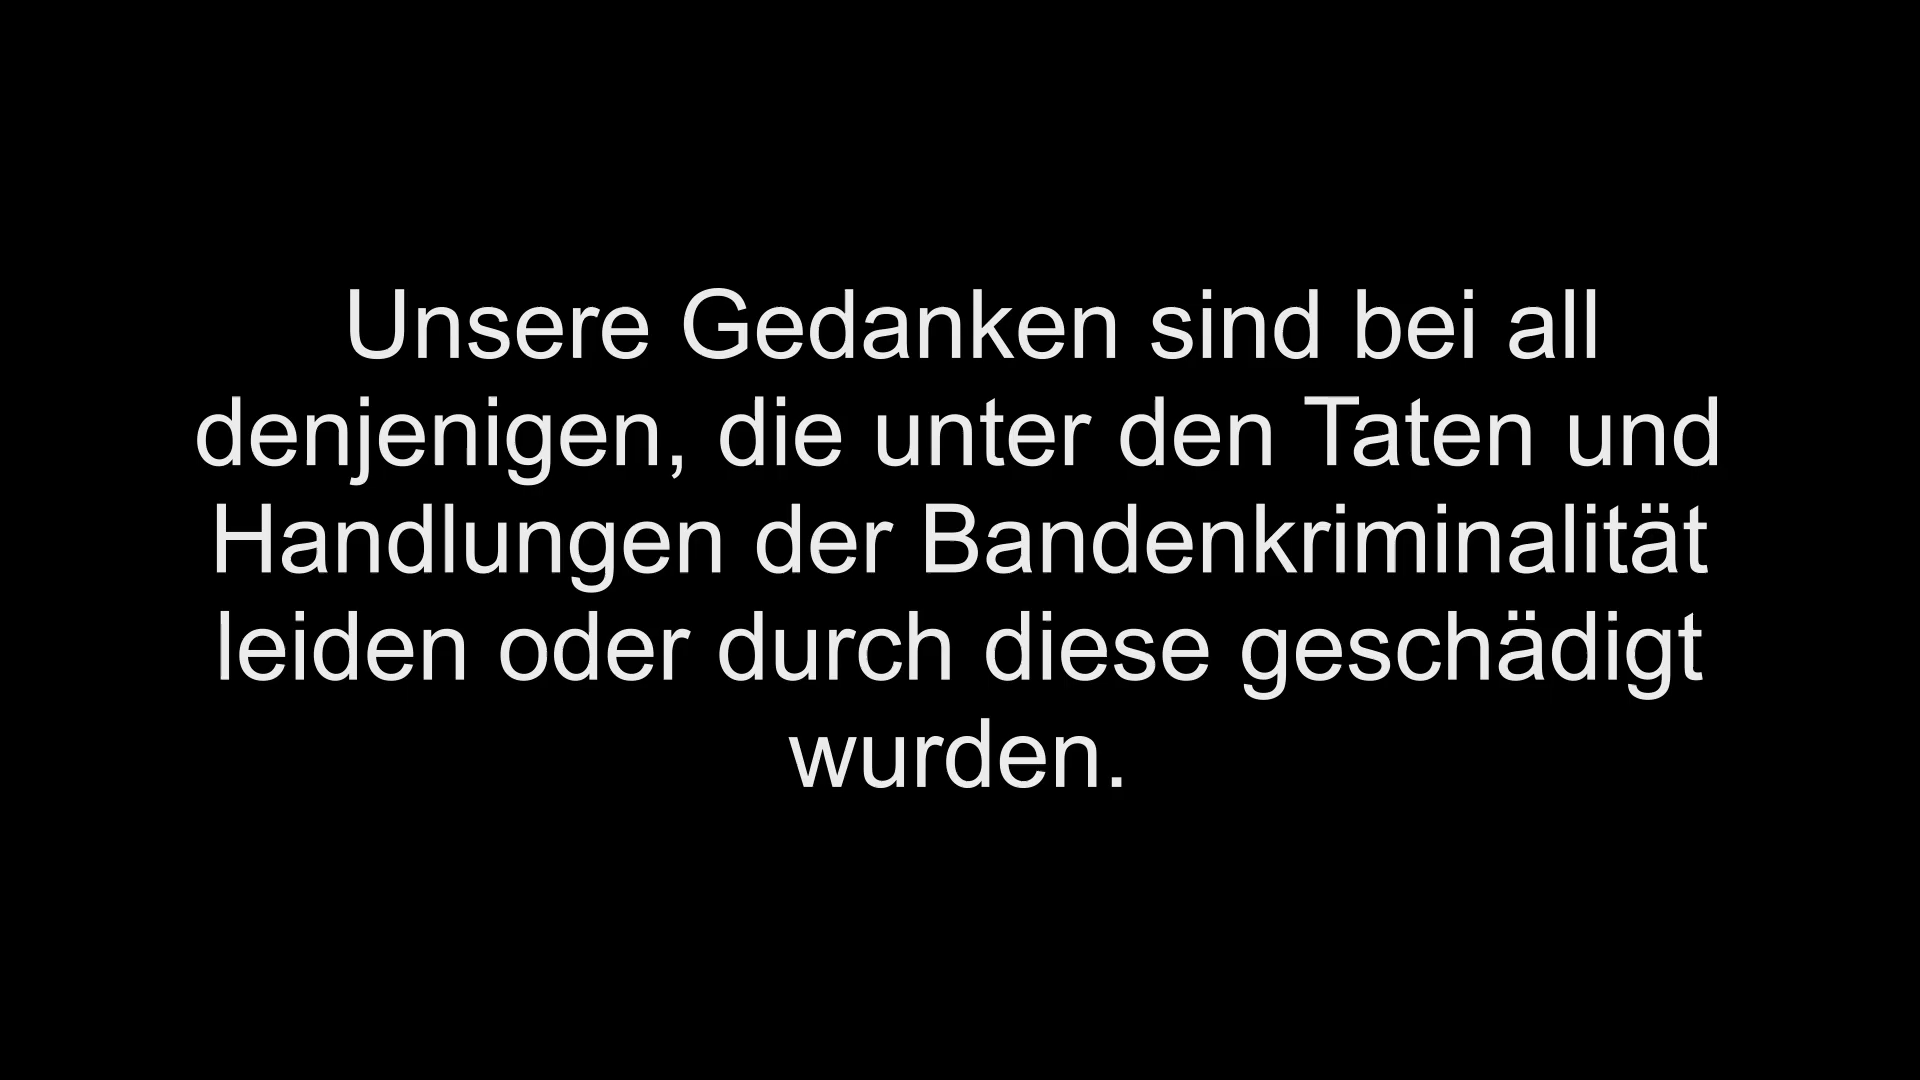 Unsere Gedanken sind bei all
denjenigen, die unter den Taten und
Handlungen der Bandenkriminalität
leiden oder durch diese geschädigt
wurden.